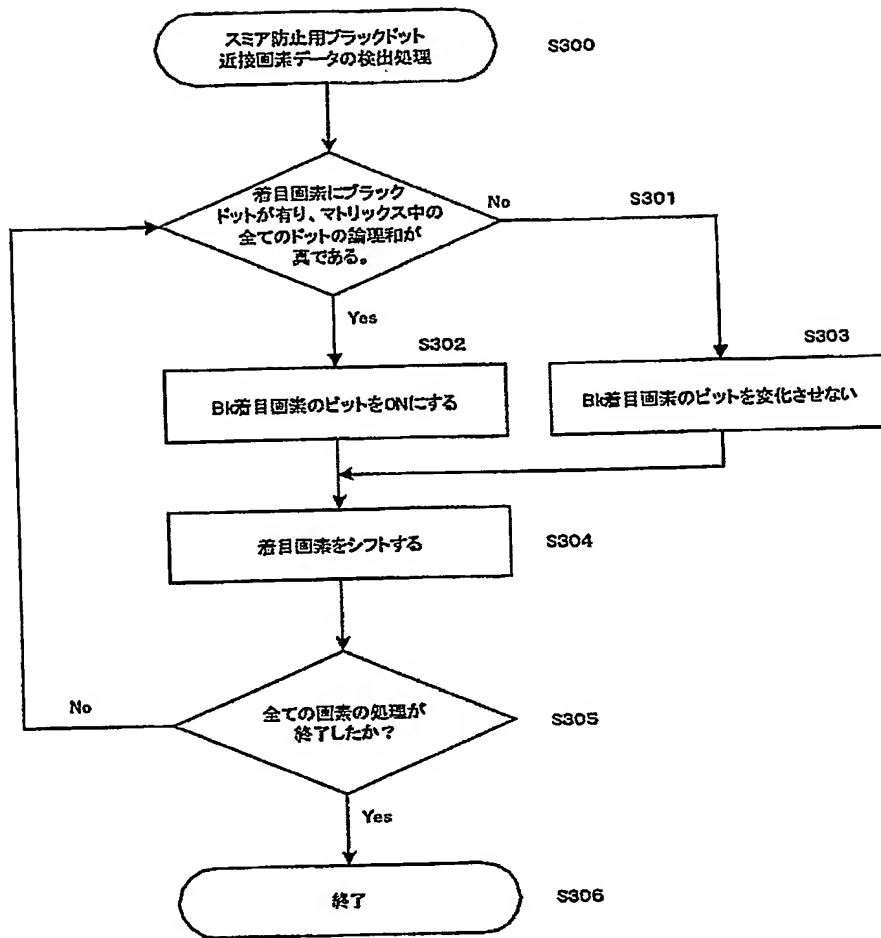 スミア防止用ブラックドット
近接画素データの検出処理
S300
着目画素にブラック
ドットが有り、マトリックス中の
全てのドットの論理和が
真である。
No
S301
Yes
S302
S303
Bk着目画素のビットをONにする
Bk着目画素のビットを変化させない
着目画素をシフトする
S304
No
全ての画素の処理が
終了したか？
S305
Yes
終了
S306